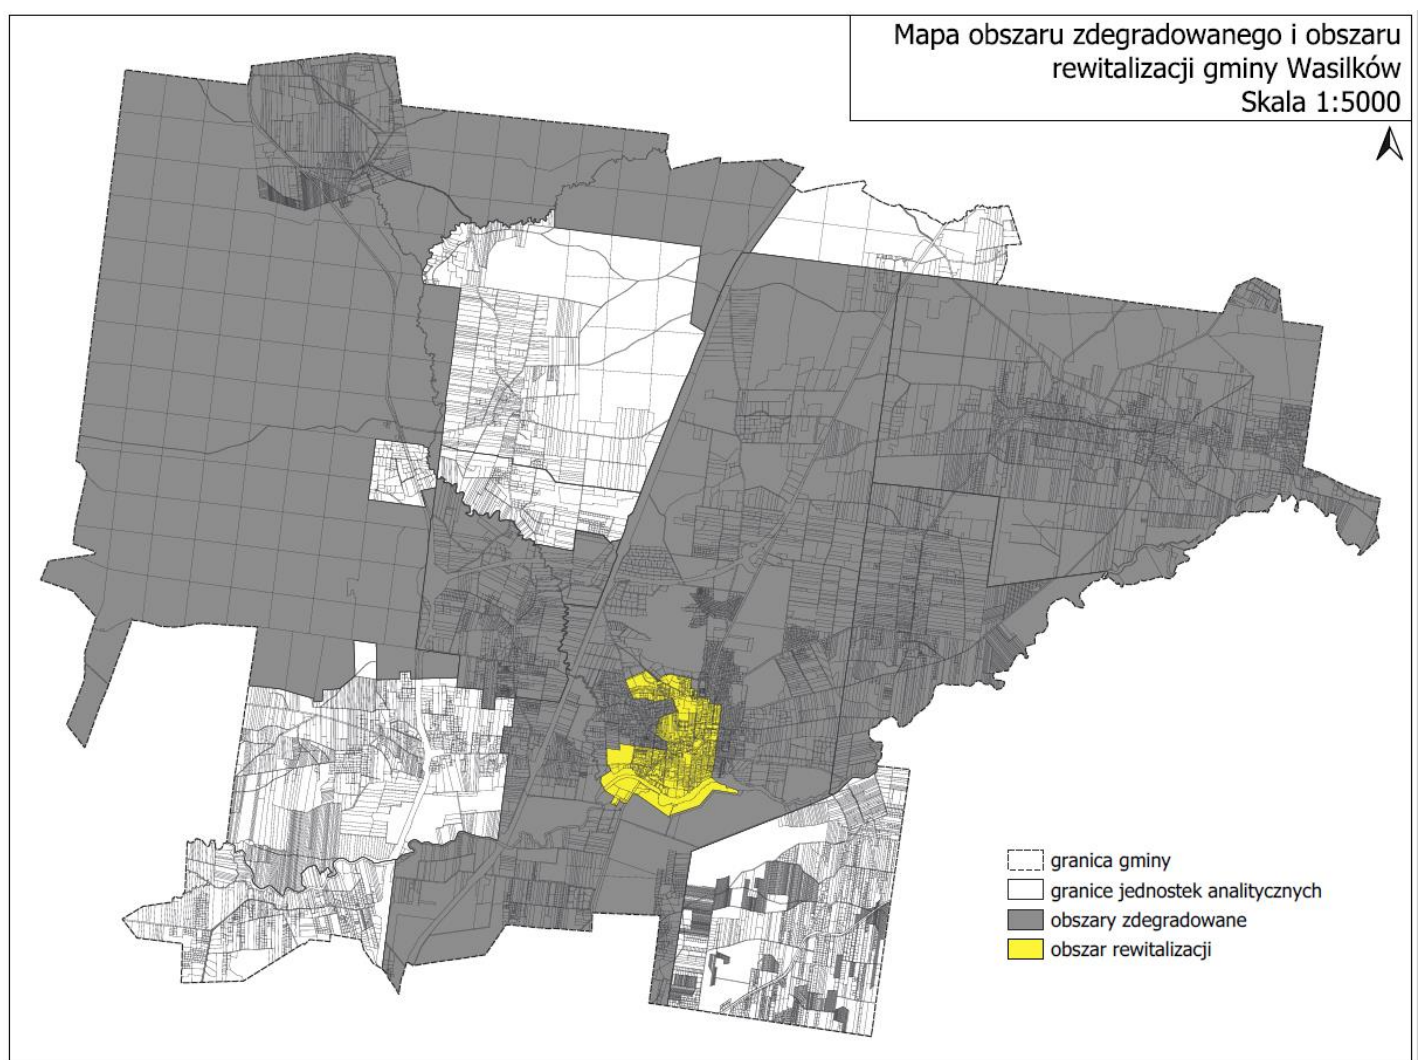 Mapa obszaru zdegradowanego i obszaru
rewitalizacji gminy Wasilków
Skala 1:5000
granica gminy
granice jednostek analitycznych
obszary zdegradowane
obszar rewitalizacji